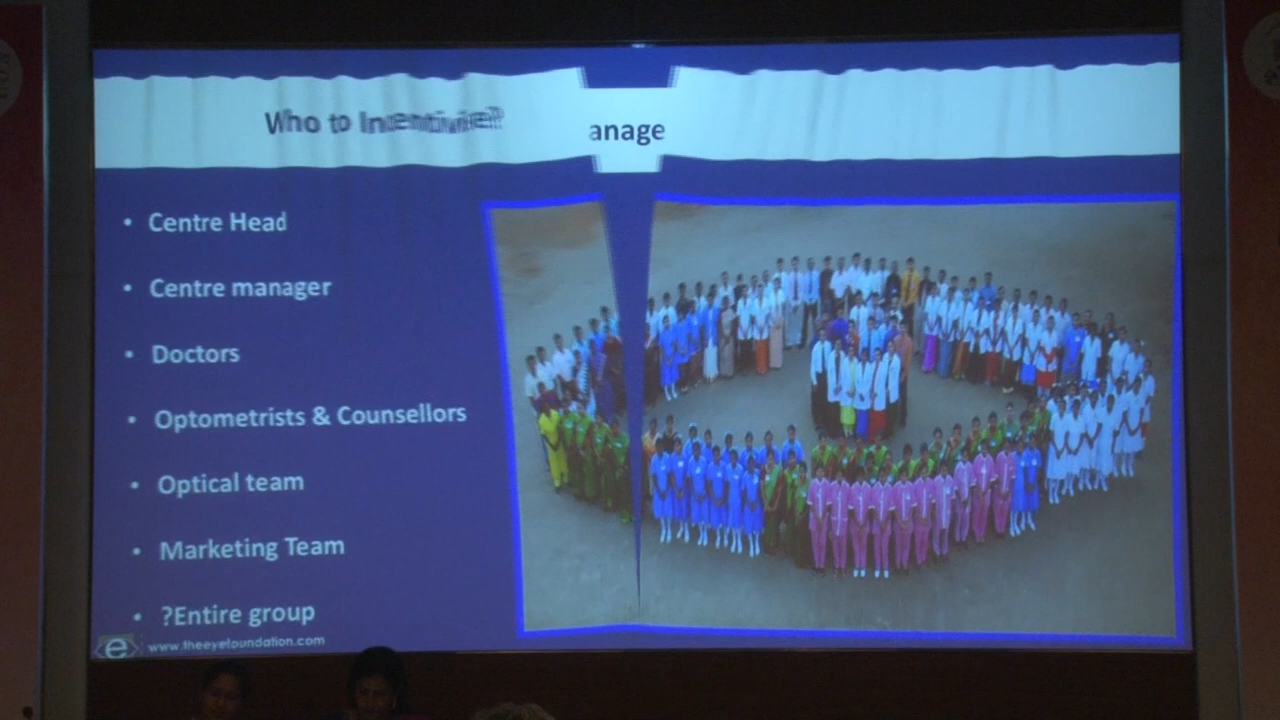 Who to Incentivise?
anage
• Centre Head
• Centre manager
• Doctors
• Optometrists & Counsellors
• Optical team
• Marketing Team
• ?Entire group
e www.theeyefoundation.com